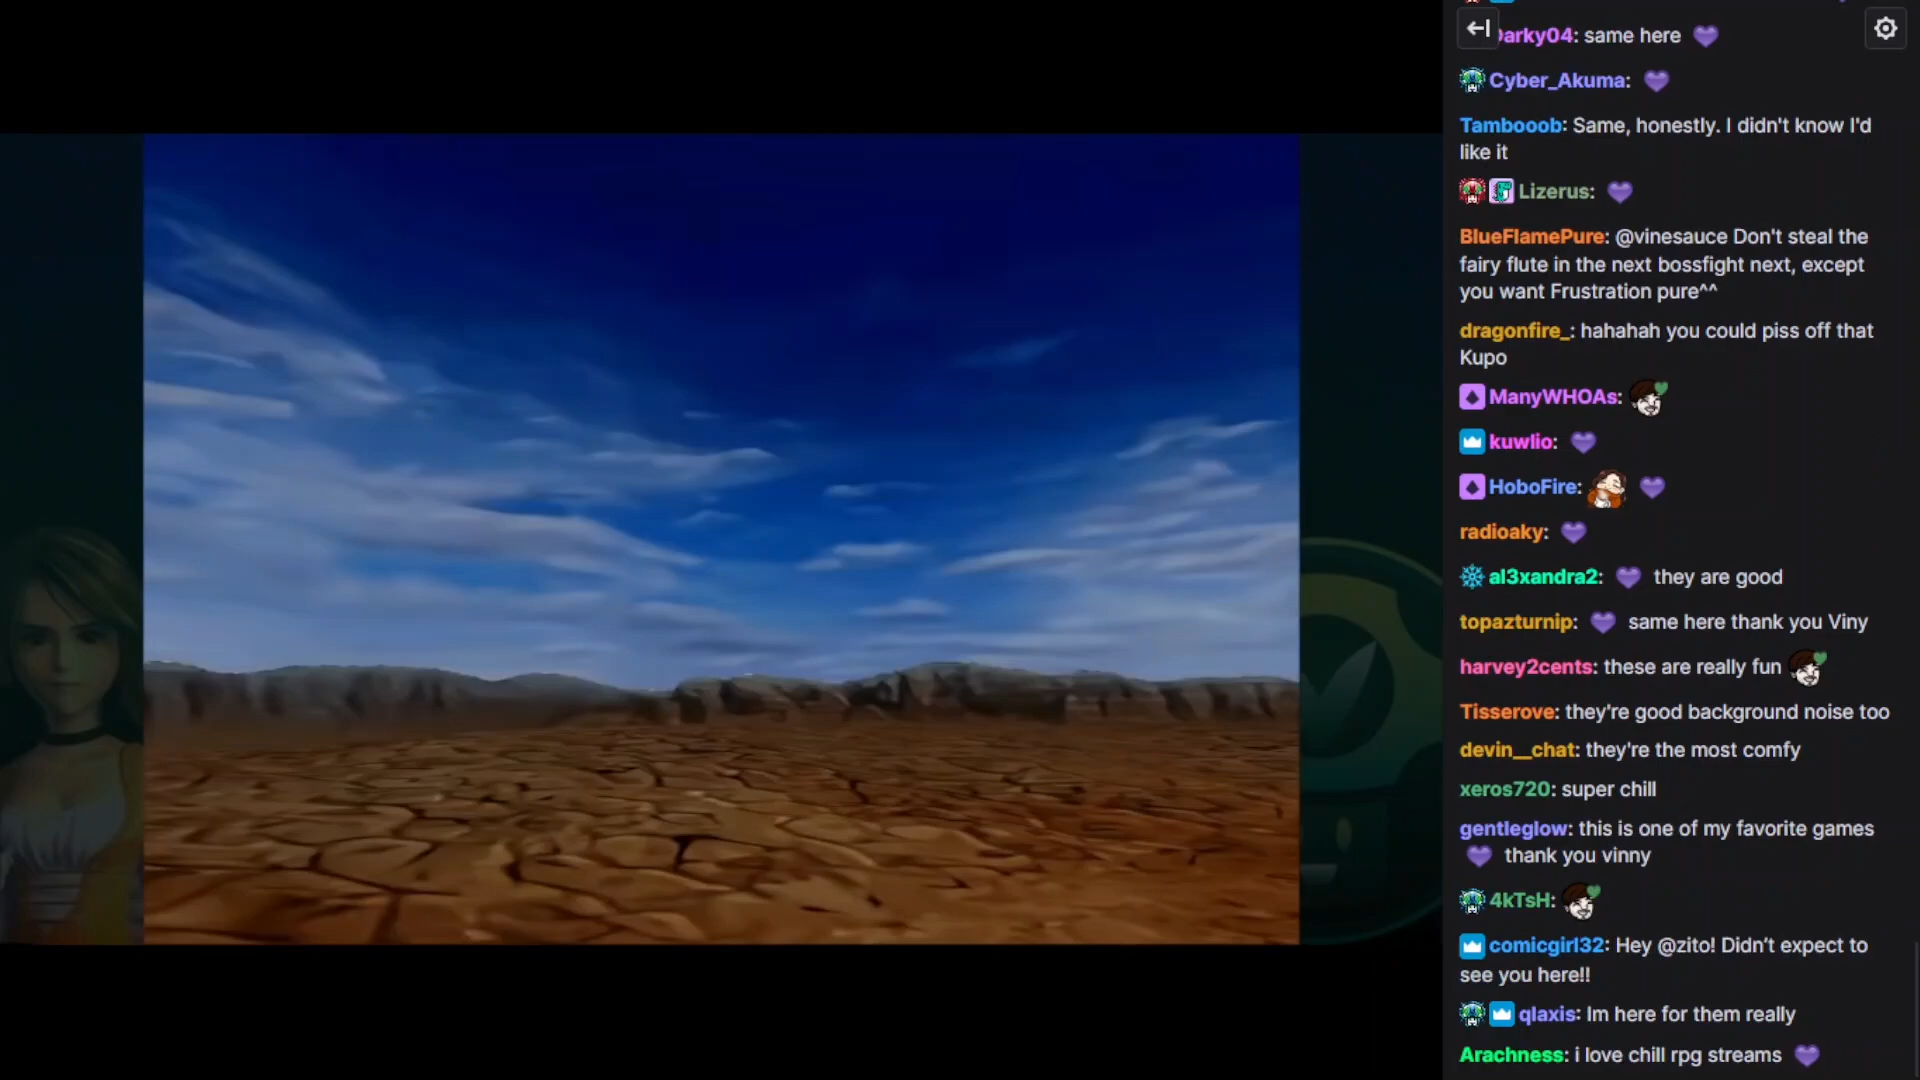 Darky04: same here
Cyber_Akuma:
Tambooob: Same, honestly. I didn't know I'd
like it
Lizerus:
BlueFlamePure: @vinesauce Don't steal the
fairy flute in the next bossfight next, except
you want Frustration pure^^
dragonfire_: hahahah you could piss off that
Kupo
ManyWHOAs:
kuwlio:
HoboFire:
radioaky:
al3xandra2: they are good
topazturnip: same here thank you Viny
harvey2cents: these are really fun
Tisserove: they're good background noise too
devin__chat: they're the most comfy
xeros720: super chill
gentleglow: this is one of my favorite games
thank you vinny
4kTsH:
comicgirl32: Hey @zito! Didn't expect to
see you here!!
qlaxis: Im here for them really
Arachness: i love chill rpg streams